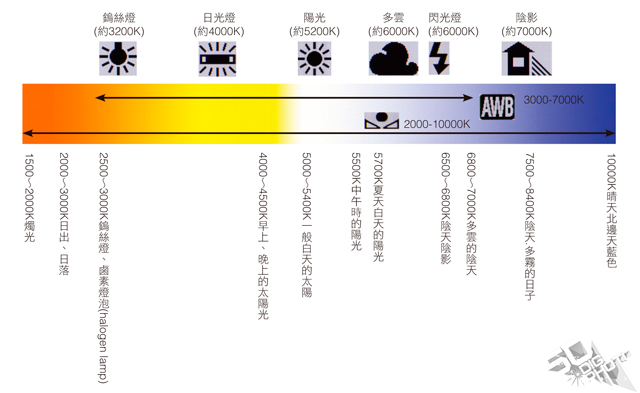 鎢絲燈
(約3200K)
日光燈
(約4000K)
陽光
(約5200K)
多雲
(約6000K)
閃光燈
(約6000K)
陰影
(約7000K)
AWB
3000-7000K
2000-10000K
1500～2000K燭光
2000～3000K日出、日落
2500～3000K鎢絲燈、鹵素燈泡(halogen lamp)
4000～4500K早上、晚上的太陽光
5000～5400K 一般白天的太陽
5500K中午時的陽光
5700K夏天白天的陽光
6500～6800K陰天陰影
6800～7000K多雲的陰天
7500～8400K陰天,多霧的日子
10000K晴天,北邊天藍色